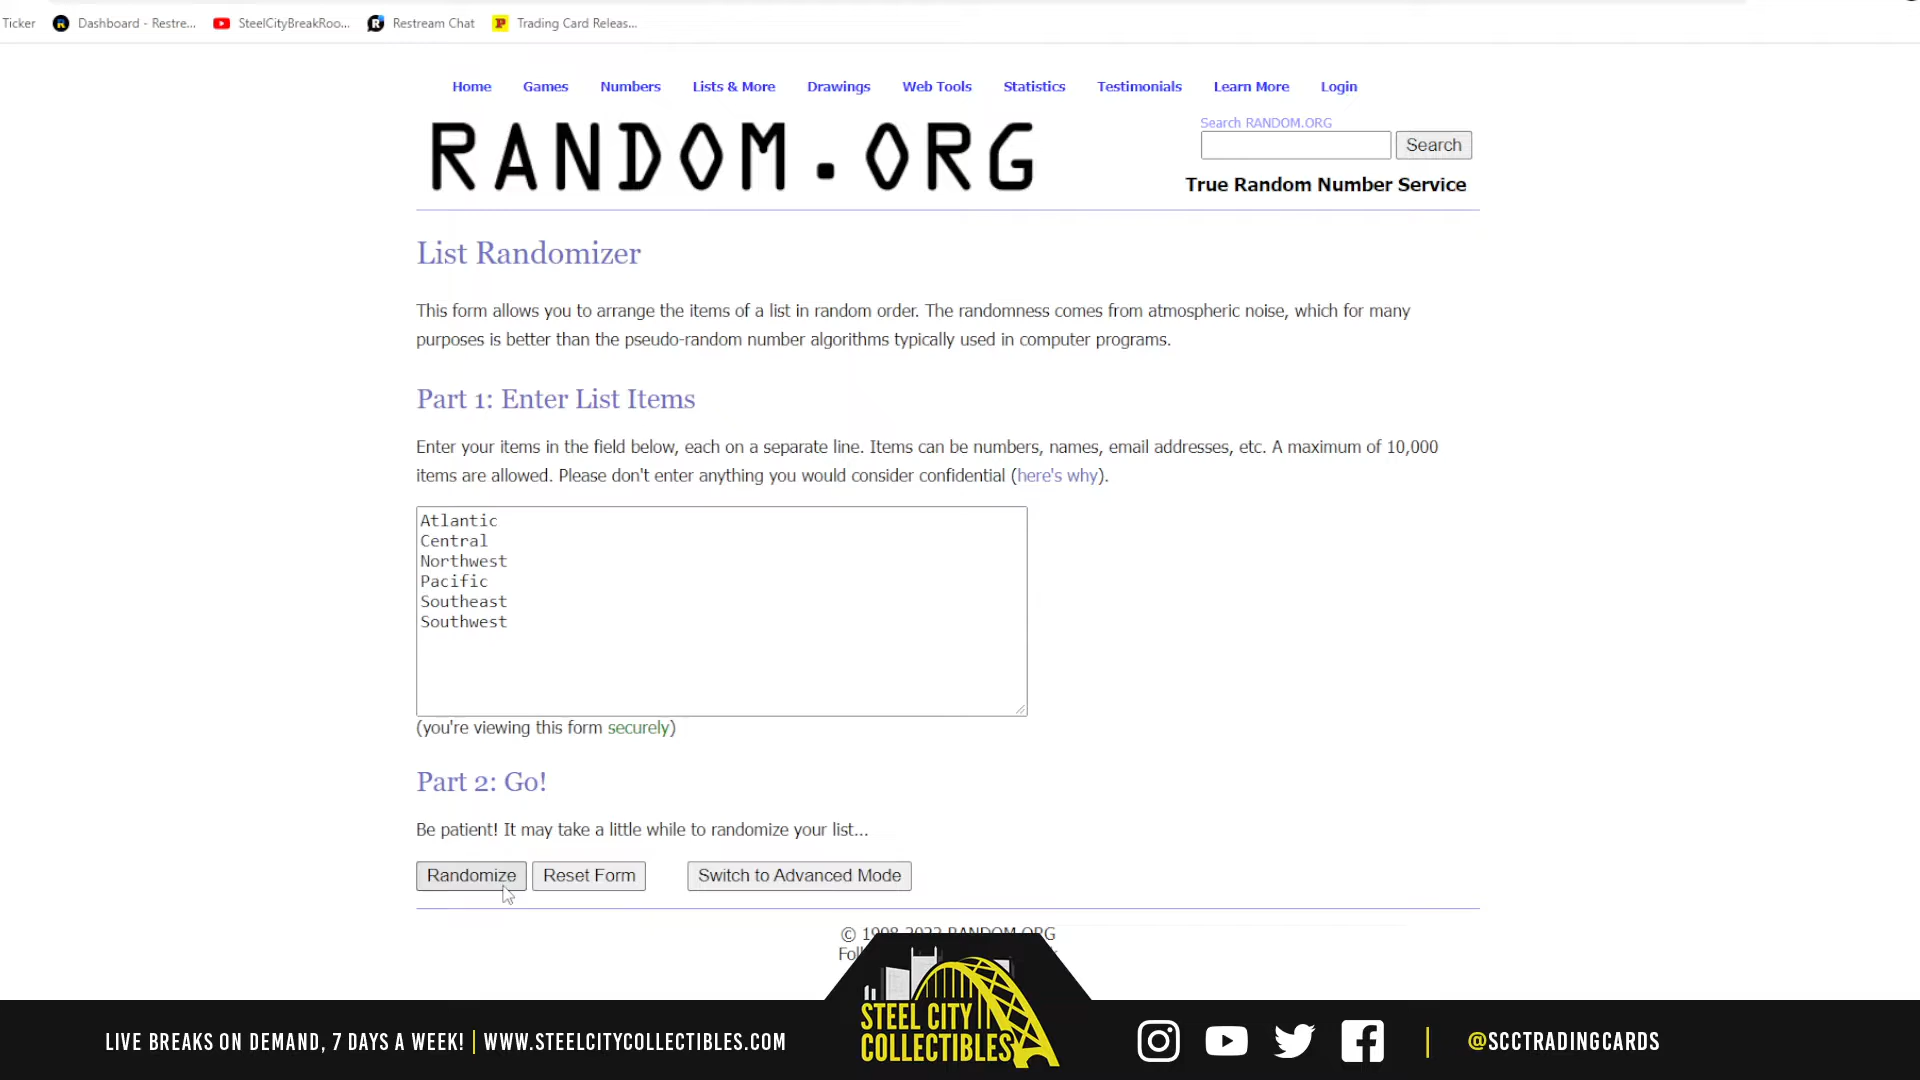 Ticker Dashboard - Restre... SteelCityBreakRoo... Restream Chat Trading Card Releas...
Home Games Numbers Lists & More Drawings Web Tools Statistics Testimonials Learn More Login
RANDOM.ORG
Search RANDOM.ORG
Search
True Random Number Service
List Randomizer
This form allows you to arrange the items of a list in random order. The randomness comes from atmospheric noise, which for many
purposes is better than the pseudo-random number algorithms typically used in computer programs.
Part 1: Enter List Items
Enter your items in the field below, each on a separate line. Items can be numbers, names, email addresses, etc. A maximum of 10,000
items are allowed. Please don't enter anything you would consider confidential (here's why).
Atlantic
Central
Northwest
Pacific
Southeast
Southwest
(you're viewing this form securely)
Part 2: Go!
Be patient! It may take a little while to randomize your list...
Randomize Reset Form Switch to Advanced Mode
© 1998-2022 RANDOM.ORG
LIVE BREAKS ON DEMAND, 7 DAYS A WEEK! | WWW.STEELCITYCOLLECTIBLES.COM
STEEL CITY
COLLECTIBLES
| @SCCTRADINGCARDS